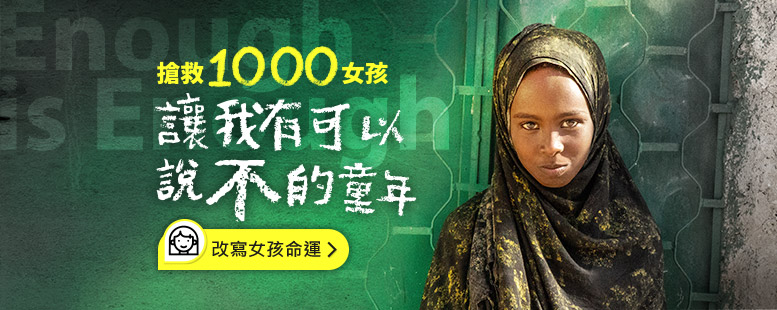 Enough
is Enough
搶救1000女孩
讓我有可以
說不的童年
改寫女孩命運